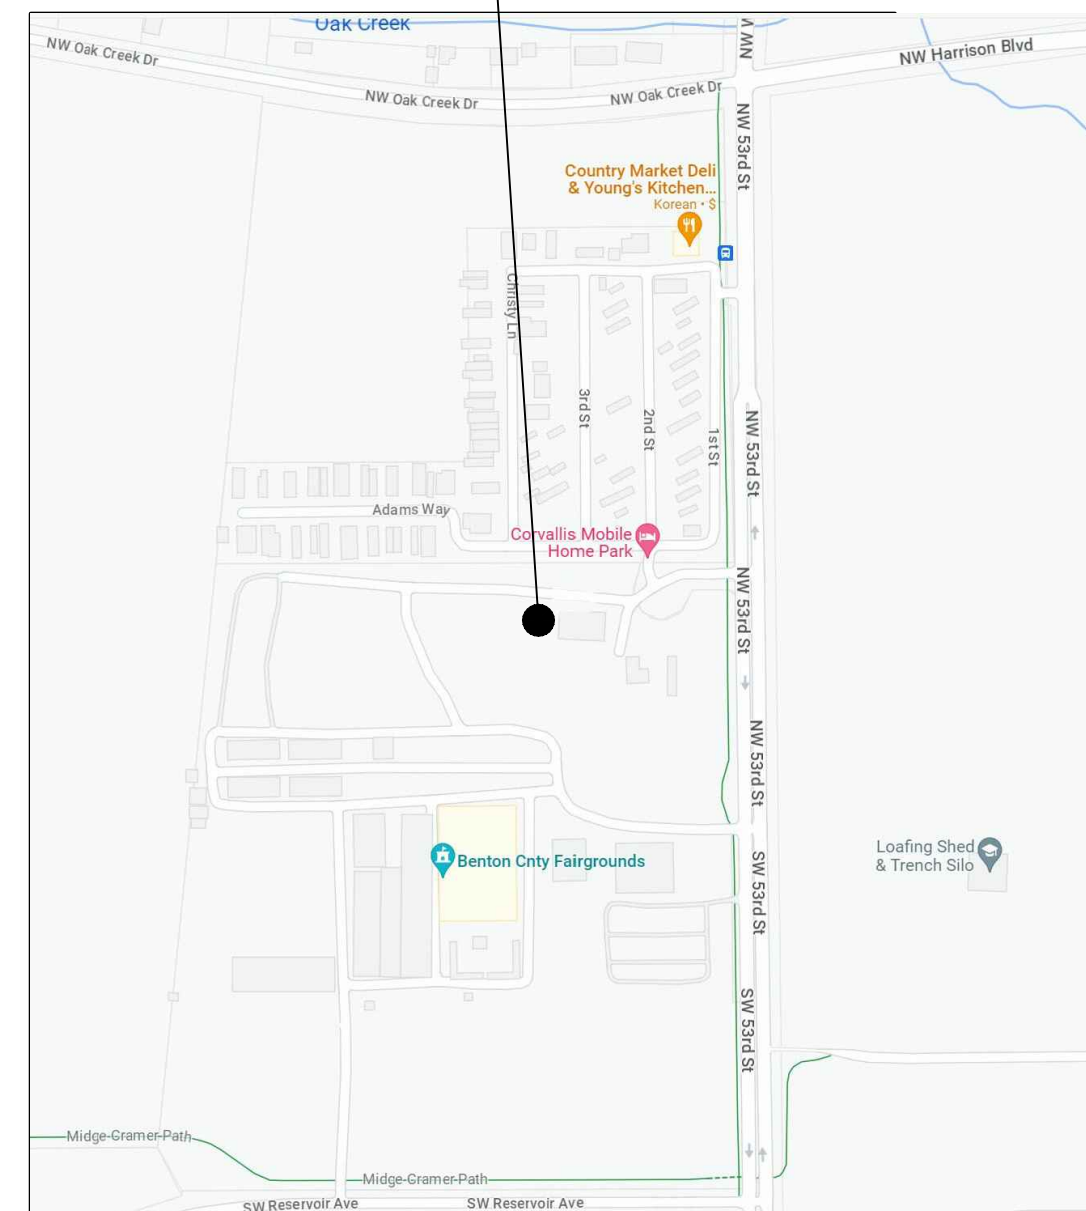 Oak Creek
NW Oak Creek Dr
NW Oak Creek Dr
NW Oak Creek Dr
NW
NW Harrison Blvd
NW 53rd St
Country Market Deli
& Young's Kitchen...
Korean • $
Christy Ln
3rd St
2nd St
1st St
NW 53rd St
Adams Way
Corvallis Mobile
Home Park
NW 53rd St
NW 53rd St
Benton Cnty Fairgrounds
Loafing Shed
& Trench Silo
SW 53rd St
SW 53rd St
Midge-Cramer-Path
Midge-Cramer-Path
SW Reservoir Ave
SW Reservoir Ave